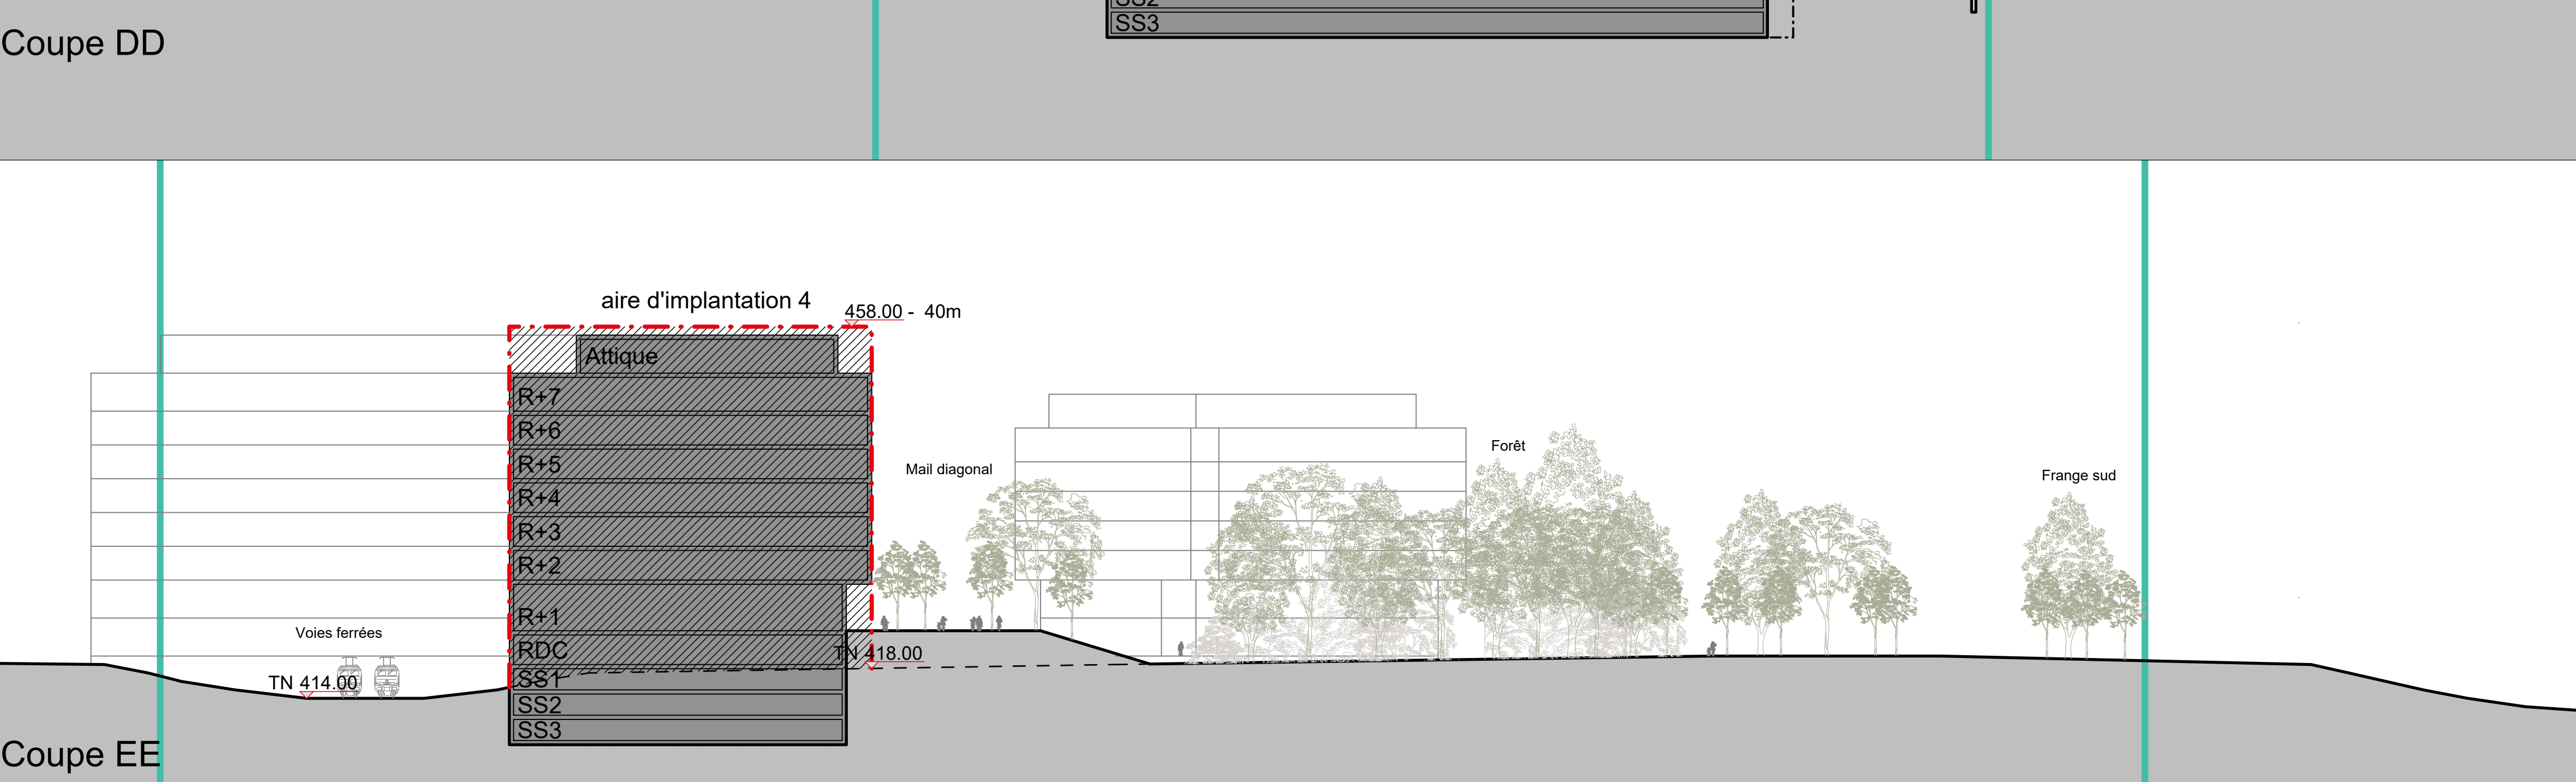 SS2
SS3
Coupe DD
aire d'implantation 4
458.00 - 40m
Attique
R+7
R+6
R+5
R+4
R+3
R+2
R+1
RDC
SS1
SS2
SS3
Mail diagonal
Forêt
Frange sud
Voies ferrées
TN 418.00
TN 414.00
Coupe EE